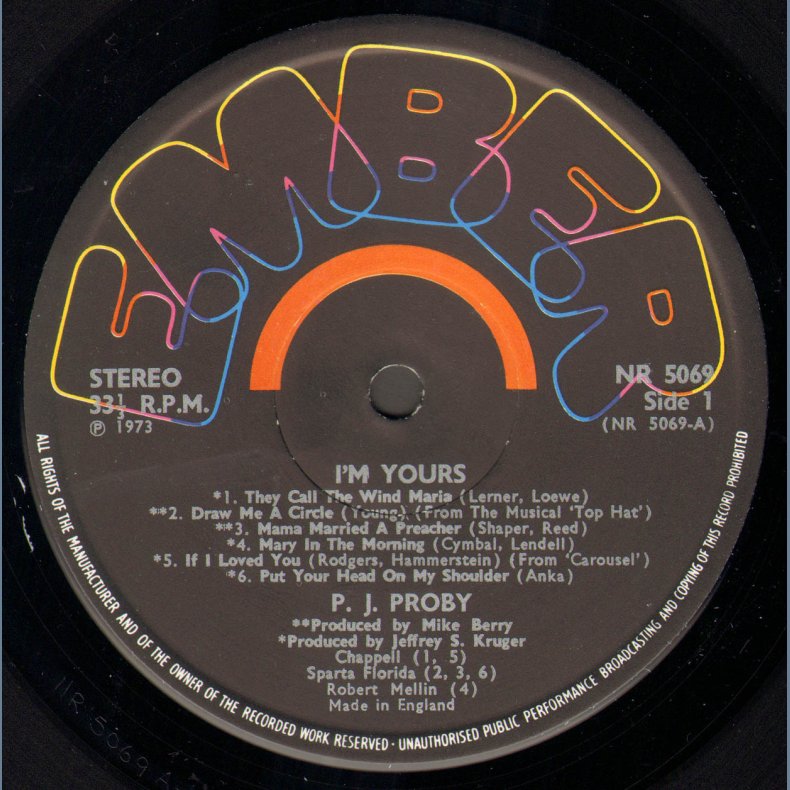 EMBER
STEREO
33⅓ R.P.M.
℗ 1973
NR 5069
Side 1
(NR 5069-A)
I'M YOURS
*1. They Call The Wind Maria (Lerner, Loewe)
**2. Draw Me A Circle (Young) (From The Musical 'Top Hat')
**3. Mama Married A Preacher (Shaper, Reed)
*4. Mary In The Morning (Cymbal, Lendell)
*5. If I Loved You (Rodgers, Hammerstein) (From 'Carousel')
*6. Put Your Head On My Shoulder (Anka)
P. J. PROBY
**Produced by Mike Berry
*Produced by Jeffrey S. Kruger
Chappell (1, 5)
Sparta Florida (2, 3, 6)
Robert Mellin (4)
Made in England
ALL RIGHTS OF THE MANUFACTURER AND OF THE OWNER OF THE RECORDED WORK RESERVED · UNAUTHORISED PUBLIC PERFORMANCE BROADCASTING AND COPYING OF THIS RECORD PROHIBITED
NR 5069 A